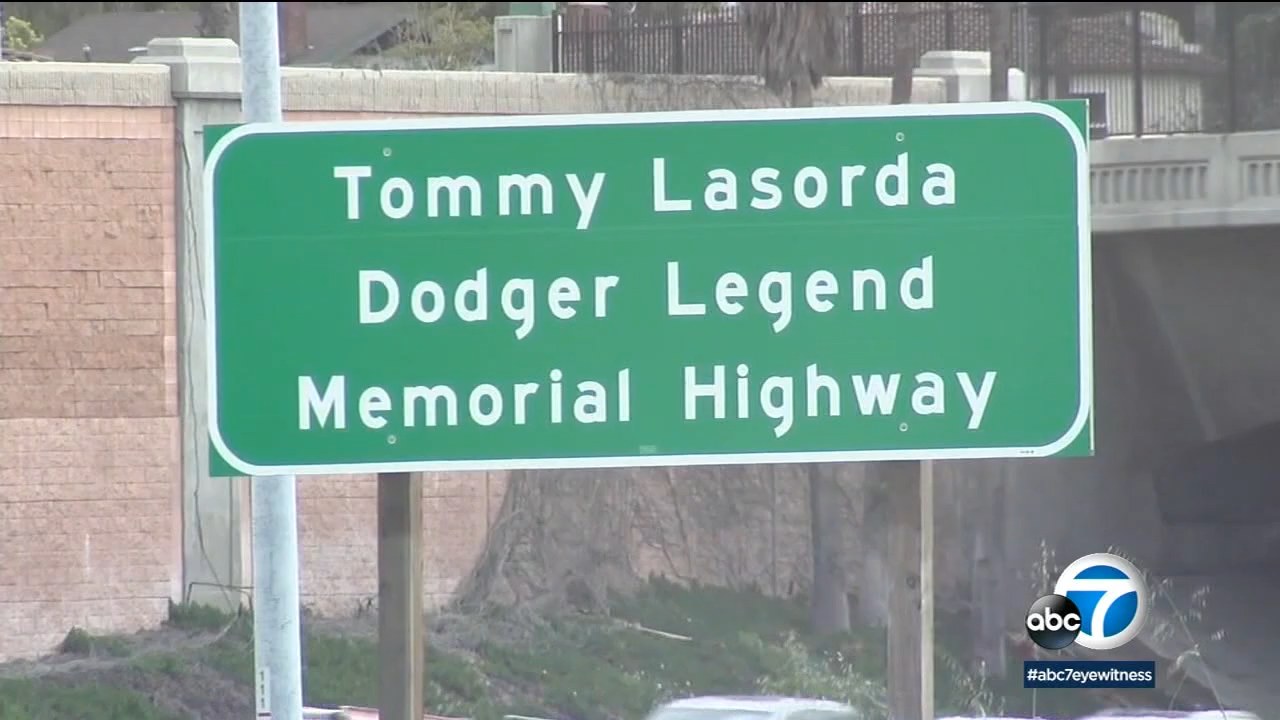 Tommy Lasorda
Dodger Legend
Memorial Highway
abc 7
#abc7eyewitness